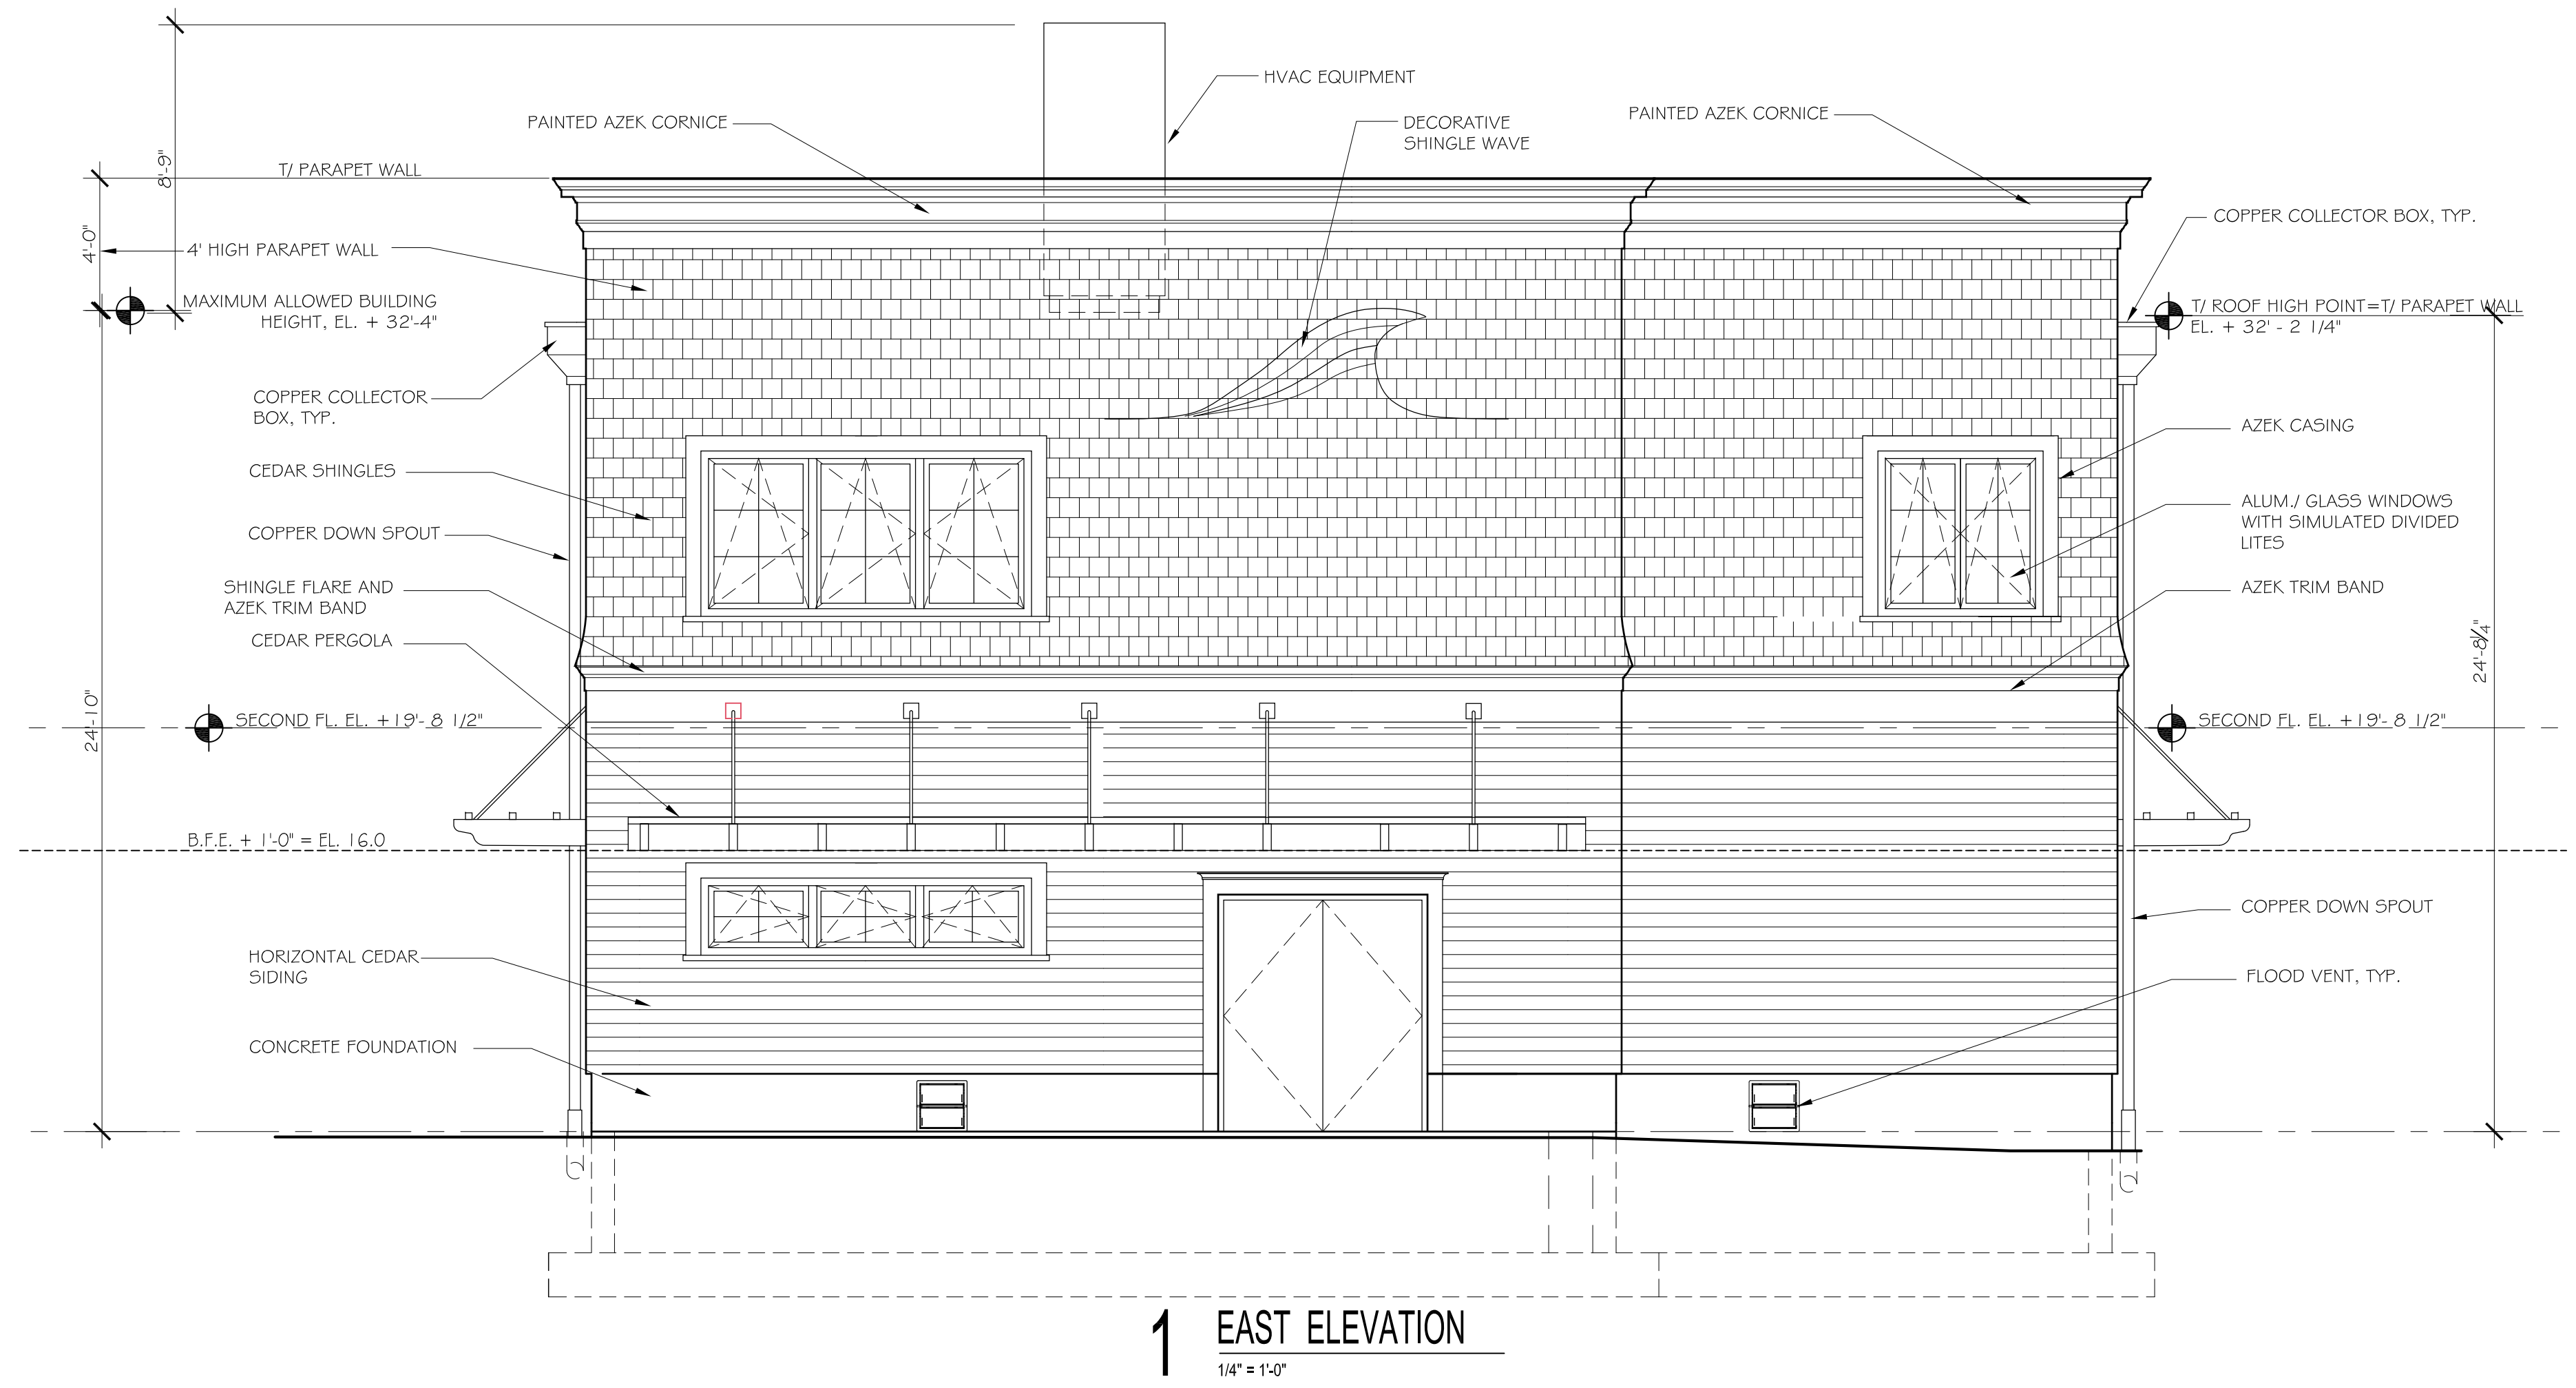 HVAC EQUIPMENT
PAINTED AZEK CORNICE
DECORATIVE
SHINGLE WAVE
PAINTED AZEK CORNICE
8'-9"
T/ PARAPET WALL
4'-0"
4' HIGH PARAPET WALL
MAXIMUM ALLOWED BUILDING
HEIGHT, EL. + 32'-4"
COPPER COLLECTOR
BOX, TYP.
CEDAR SHINGLES
COPPER DOWN SPOUT
SHINGLE FLARE AND
AZEK TRIM BAND
CEDAR PERGOLA
24'-10"
SECOND FL. EL. +19'- 8 1/2"
B.F.E. + 1'-0" = EL. 16.0
HORIZONTAL CEDAR
SIDING
CONCRETE FOUNDATION
COPPER COLLECTOR BOX, TYP.
T/ ROOF HIGH POINT=T/ PARAPET WALL
EL. + 32' - 2 1/4"
AZEK CASING
ALUM./ GLASS WINDOWS
WITH SIMULATED DIVIDED
LITES
AZEK TRIM BAND
24'-8 1/4"
SECOND FL. EL. +19'- 8 1/2"
COPPER DOWN SPOUT
FLOOD VENT, TYP.
1 EAST ELEVATION
1/4" = 1'-0"